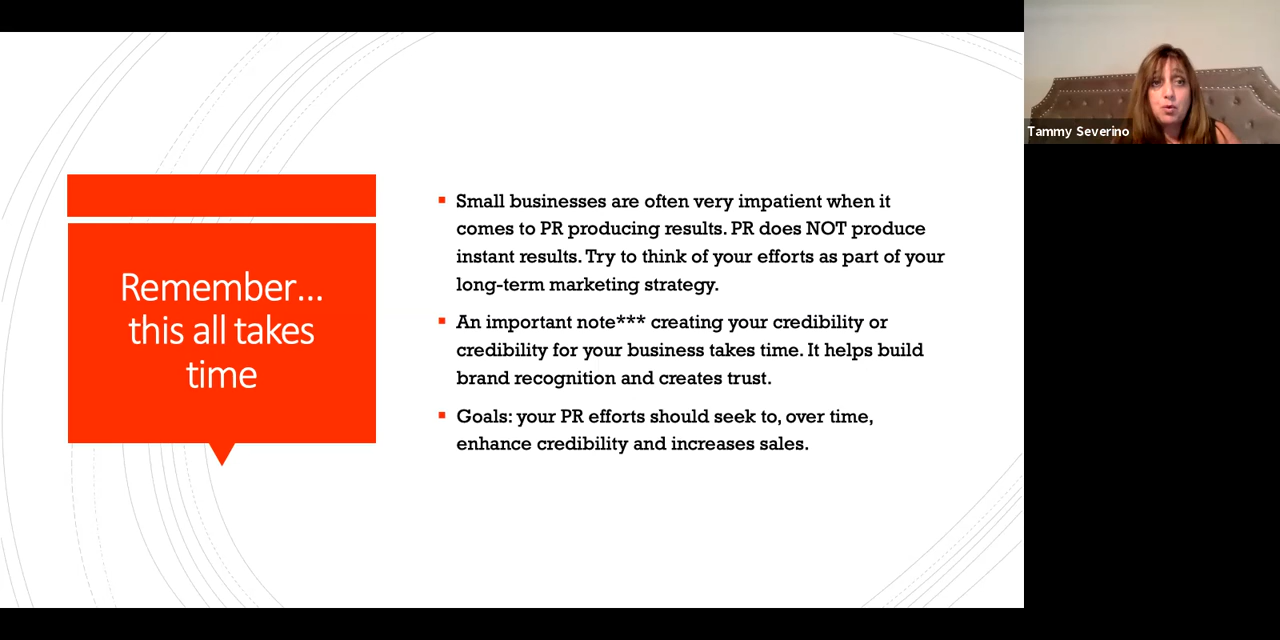 Remember...
this all takes
time
Small businesses are often very impatient when it
comes to PR producing results. PR does NOT produce
instant results. Try to think of your efforts as part of your
long-term marketing strategy.
An important note*** creating your credibility or
credibility for your business takes time. It helps build
brand recognition and creates trust.
Goals: your PR efforts should seek to, over time,
enhance credibility and increases sales.
Tammy Severino